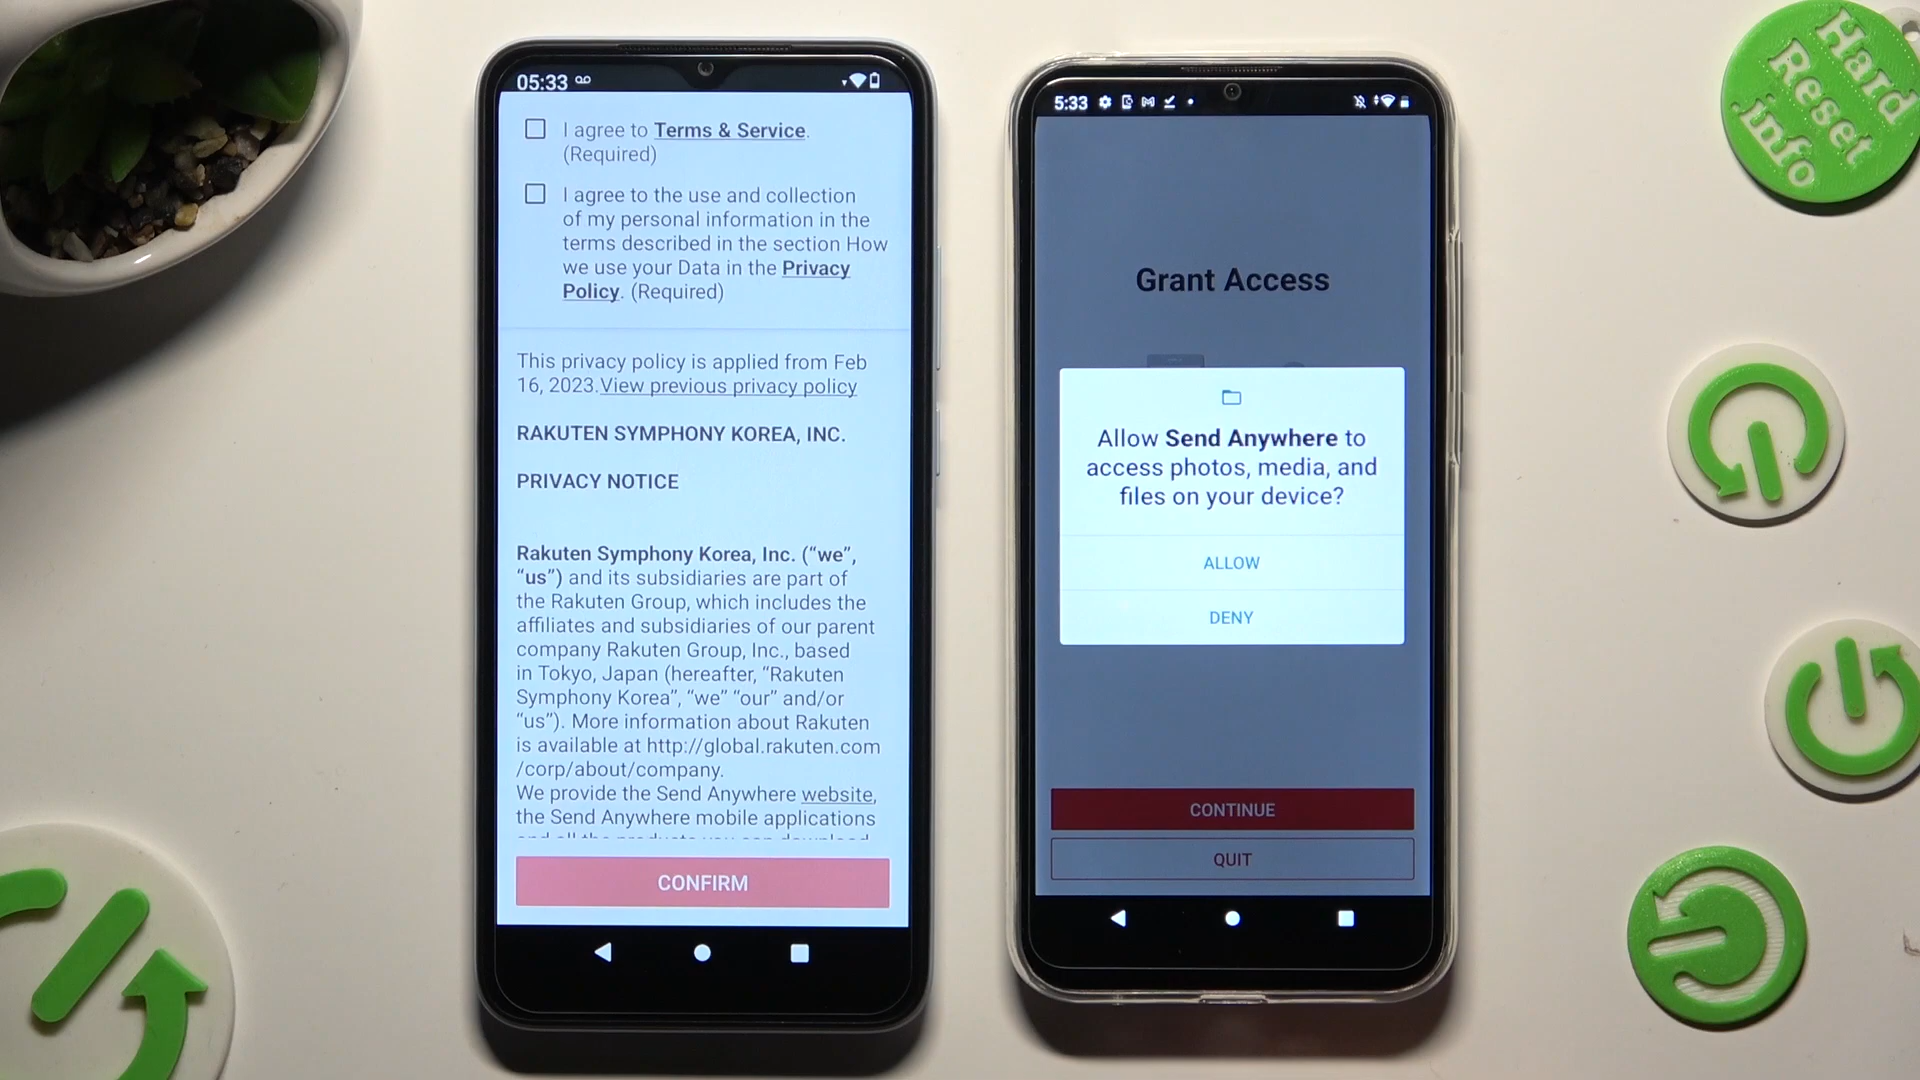 05:33
I agree to Terms & Service.
(Required)
I agree to the use and collection
of my personal information in the
terms described in the section How
we use your Data in the Privacy
Policy. (Required)
This privacy policy is applied from Feb
16, 2023.View previous privacy policy
RAKUTEN SYMPHONY KOREA, INC.
PRIVACY NOTICE
Rakuten Symphony Korea, Inc. (“we”,
“us”) and its subsidiaries are part of
the Rakuten Group, which includes the
affiliates and subsidiaries of our parent
company Rakuten Group, Inc., based
in Tokyo, Japan (hereafter, “Rakuten
Symphony Korea”, “we” “our” and/or
“us”). More information about Rakuten
is available at http://global.rakuten.com
/corp/about/company.
We provide the Send Anywhere website,
the Send Anywhere mobile applications
and all the products you can download
CONFIRM
5:33
Grant Access
Allow Send Anywhere to
access photos, media, and
files on your device?
ALLOW
DENY
CONTINUE
QUIT
Hard
Reset
info